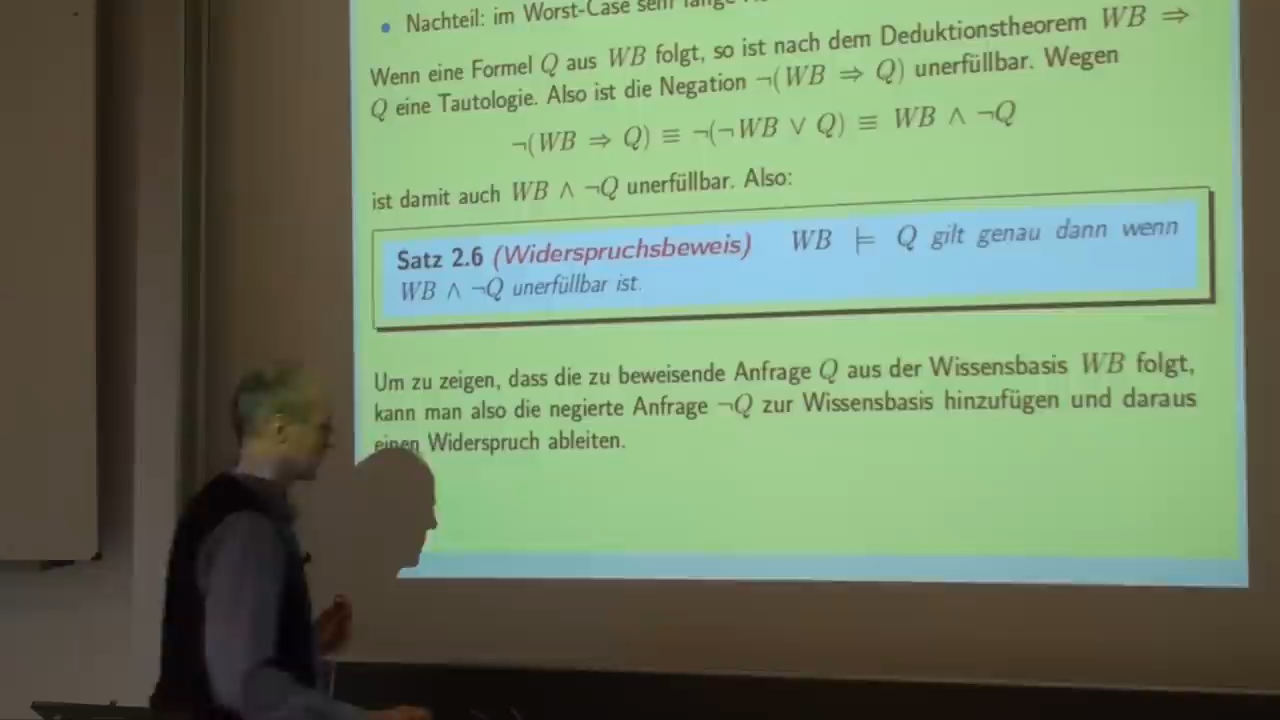 • Nachteil: im Worst-Case sehr lange
Wenn eine Formel Q aus WB folgt, so ist nach dem Deduktionstheorem WB ⇒
Q eine Tautologie. Also ist die Negation ¬(WB ⇒ Q) unerfüllbar. Wegen
¬(WB ⇒ Q) ≡ ¬(¬WB ∨ Q) ≡ WB ∧ ¬Q
ist damit auch WB ∧ ¬Q unerfüllbar. Also:
Satz 2.6 (Widerspruchsbeweis) WB ⊨ Q gilt genau dann wenn
WB ∧ ¬Q unerfüllbar ist.
Um zu zeigen, dass die zu beweisende Anfrage Q aus der Wissensbasis WB folgt,
kann man also die negierte Anfrage ¬Q zur Wissensbasis hinzufügen und daraus
einen Widerspruch ableiten.